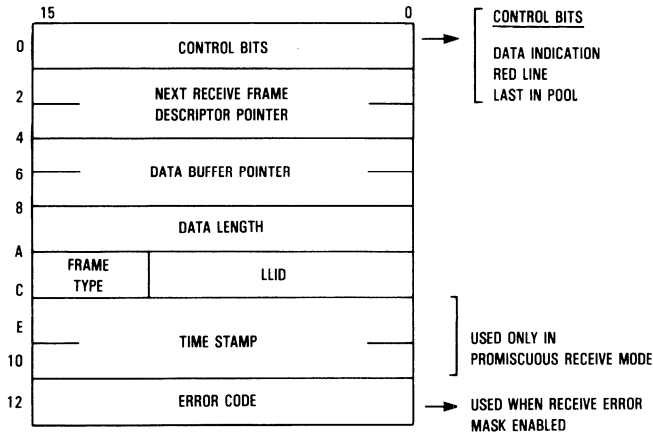 15 0
CONTROL BITS
0 CONTROL BITS
DATA INDICATION
RED LINE
LAST IN POOL
2 NEXT RECEIVE FRAME
DESCRIPTOR POINTER
4
6 DATA BUFFER POINTER
8
DATA LENGTH
A
FRAME
TYPE
LLID
C
E
TIME STAMP
10
USED ONLY IN
PROMISCUOUS RECEIVE MODE
12 ERROR CODE
USED WHEN RECEIVE ERROR
MASK ENABLED